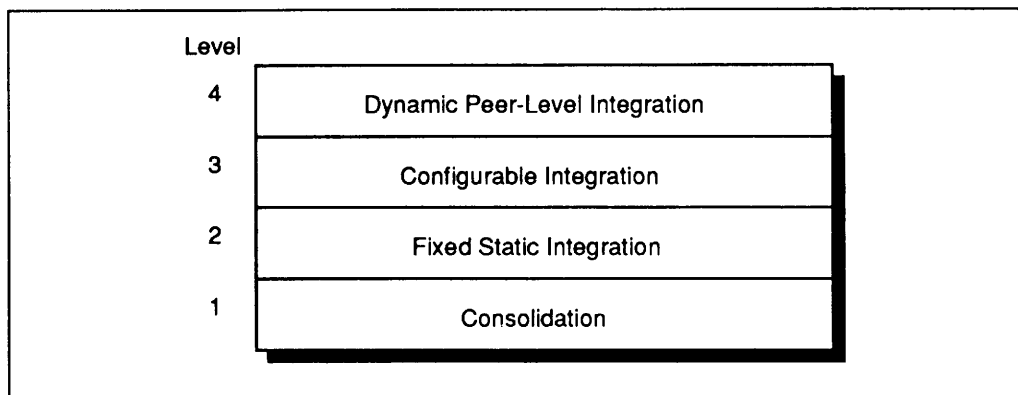 Level
4 Dynamic Peer-Level Integration
3 Configurable Integration
2 Fixed Static Integration
1 Consolidation